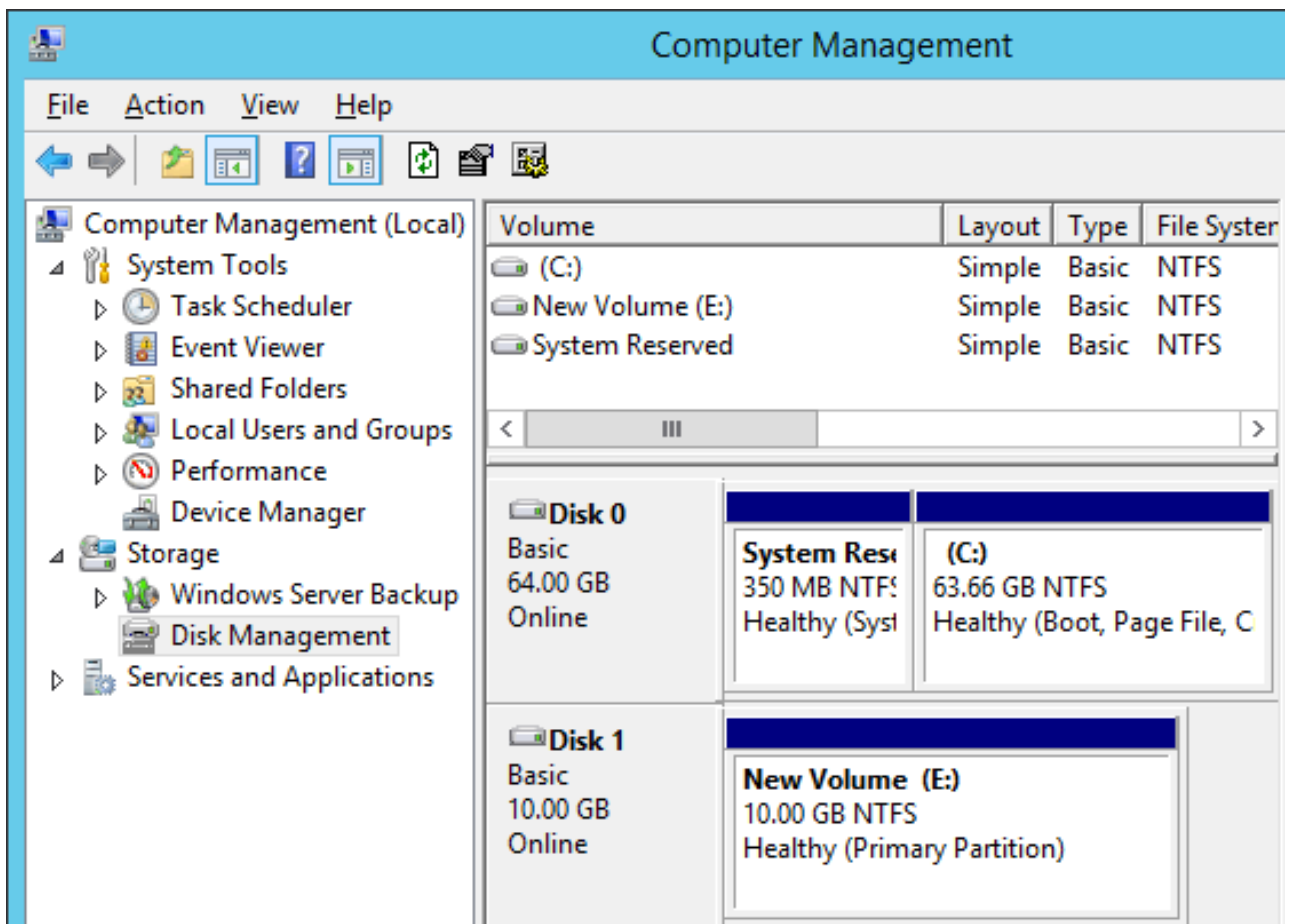 Computer Management
File Action View Help
Computer Management (Local)
System Tools
Task Scheduler
Event Viewer
Shared Folders
Local Users and Groups
Performance
Device Manager
Storage
Windows Server Backup
Disk Management
Services and Applications
Volume Layout Type File Syster
(C:) Simple Basic NTFS
New Volume (E:) Simple Basic NTFS
System Reserved Simple Basic NTFS
Disk 0
Basic
64.00 GB
Online
System Rese
350 MB NTFS
Healthy (Syst
(C:)
63.66 GB NTFS
Healthy (Boot, Page File, C
Disk 1
Basic
10.00 GB
Online
New Volume (E:)
10.00 GB NTFS
Healthy (Primary Partition)